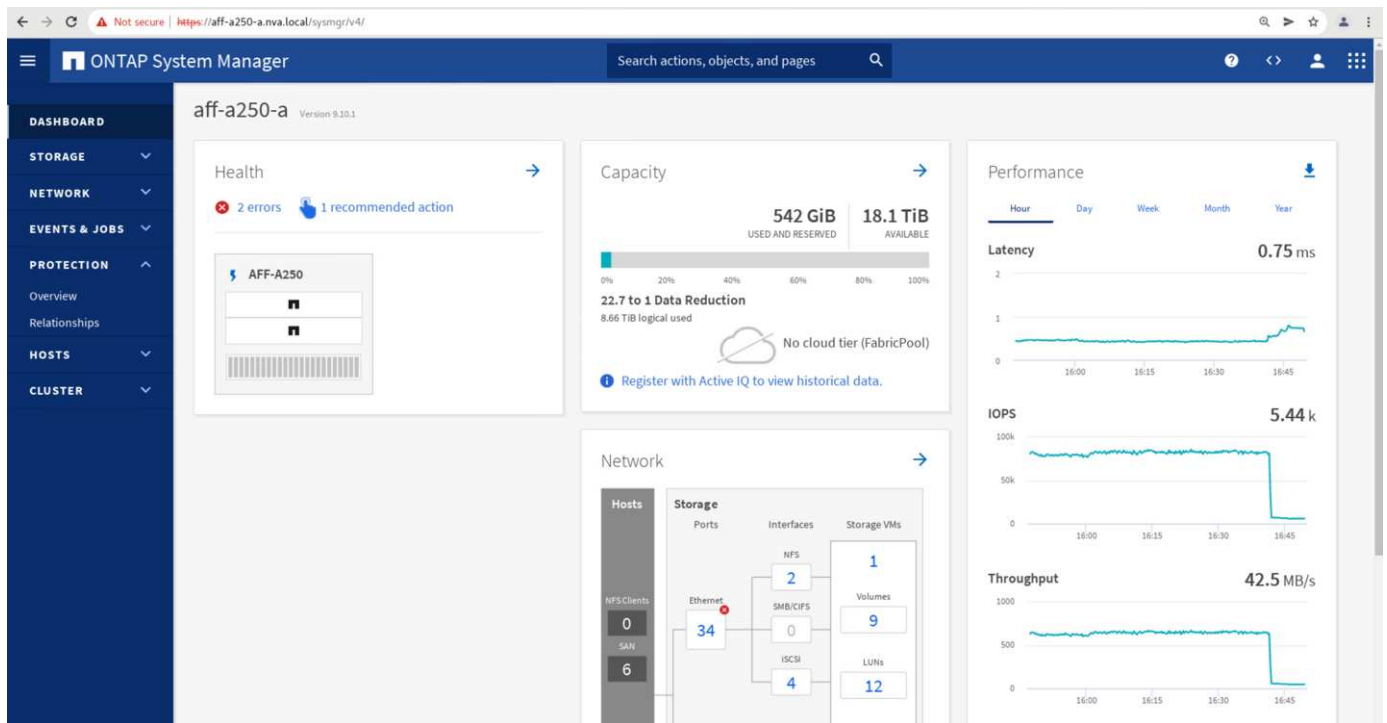 Not secure | https://aff-a250-a.nva.local/sysmgr/v4/
ONTAP System Manager
Search actions, objects, and pages
DASHBOARD
STORAGE
NETWORK
EVENTS & JOBS
PROTECTION
Overview
Relationships
HOSTS
CLUSTER
aff-a250-a Version 9.10.1
Health
2 errors 1 recommended action
AFF-A250
Capacity
542 GiB 18.1 TiB
USED AND RESERVED AVAILABLE
0% 20% 40% 60% 80% 100%
22.7 to 1 Data Reduction
8.66 TiB logical used
No cloud tier (FabricPool)
Register with Active IQ to view historical data.
Network
Hosts Storage
Ports Interfaces Storage VMs
NFS
2
1
NFS Clients
0
Ethernet
34
SMB/CIFS
0
Volumes
9
SAN
6
iSCSI
4
LUNs
12
Performance
Hour Day Week Month Year
Latency 0.75 ms
2
1
0
16:00 16:15 16:30 16:45
IOPS 5.44 k
100k
50k
0
16:00 16:15 16:30 16:45
Throughput 42.5 MB/s
1000
500
0
16:00 16:15 16:30 16:45